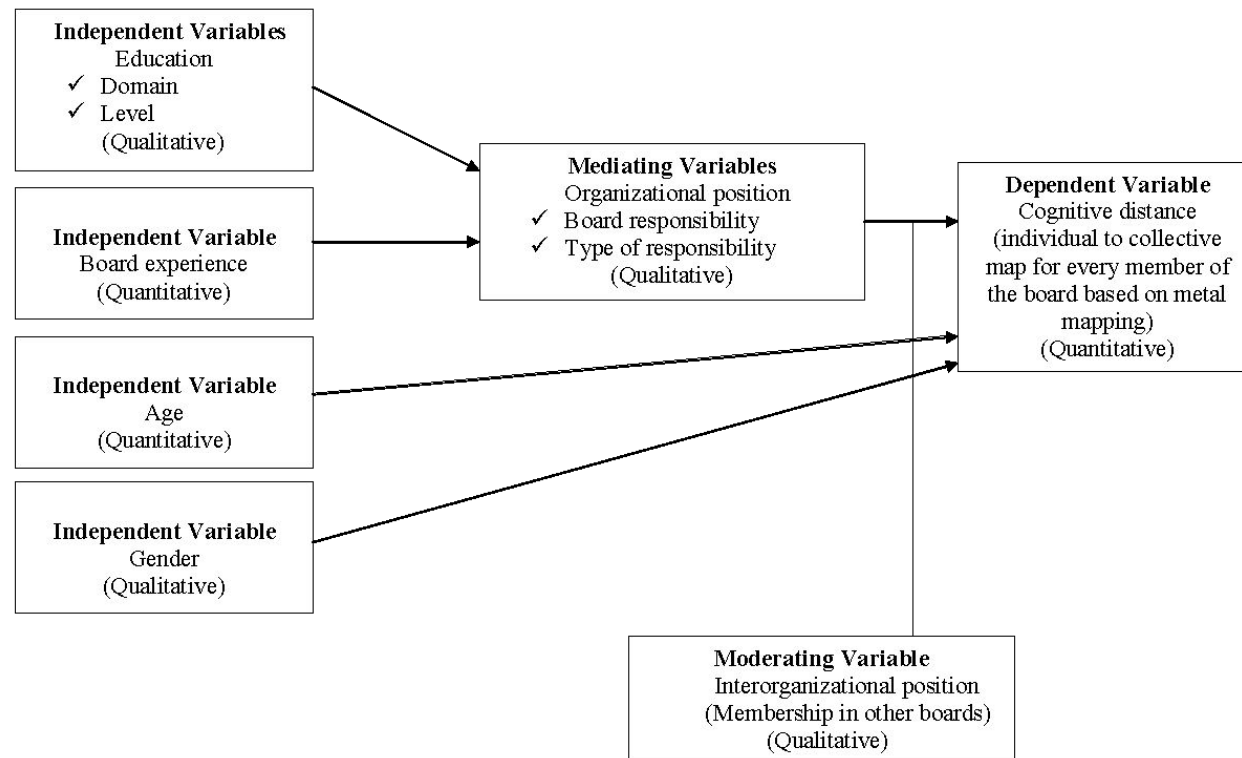 Independent Variables
Education
✓ Domain
✓ Level
(Qualitative)
Independent Variable
Board experience
(Quantitative)
Independent Variable
Age
(Quantitative)
Independent Variable
Gender
(Qualitative)
Mediating Variables
Organizational position
✓ Board responsibility
✓ Type of responsibility
(Qualitative)
Dependent Variable
Cognitive distance
(individual to collective
map for every member of
the board based on metal
mapping)
(Quantitative)
Moderating Variable
Interorganizational position
(Membership in other boards)
(Qualitative)